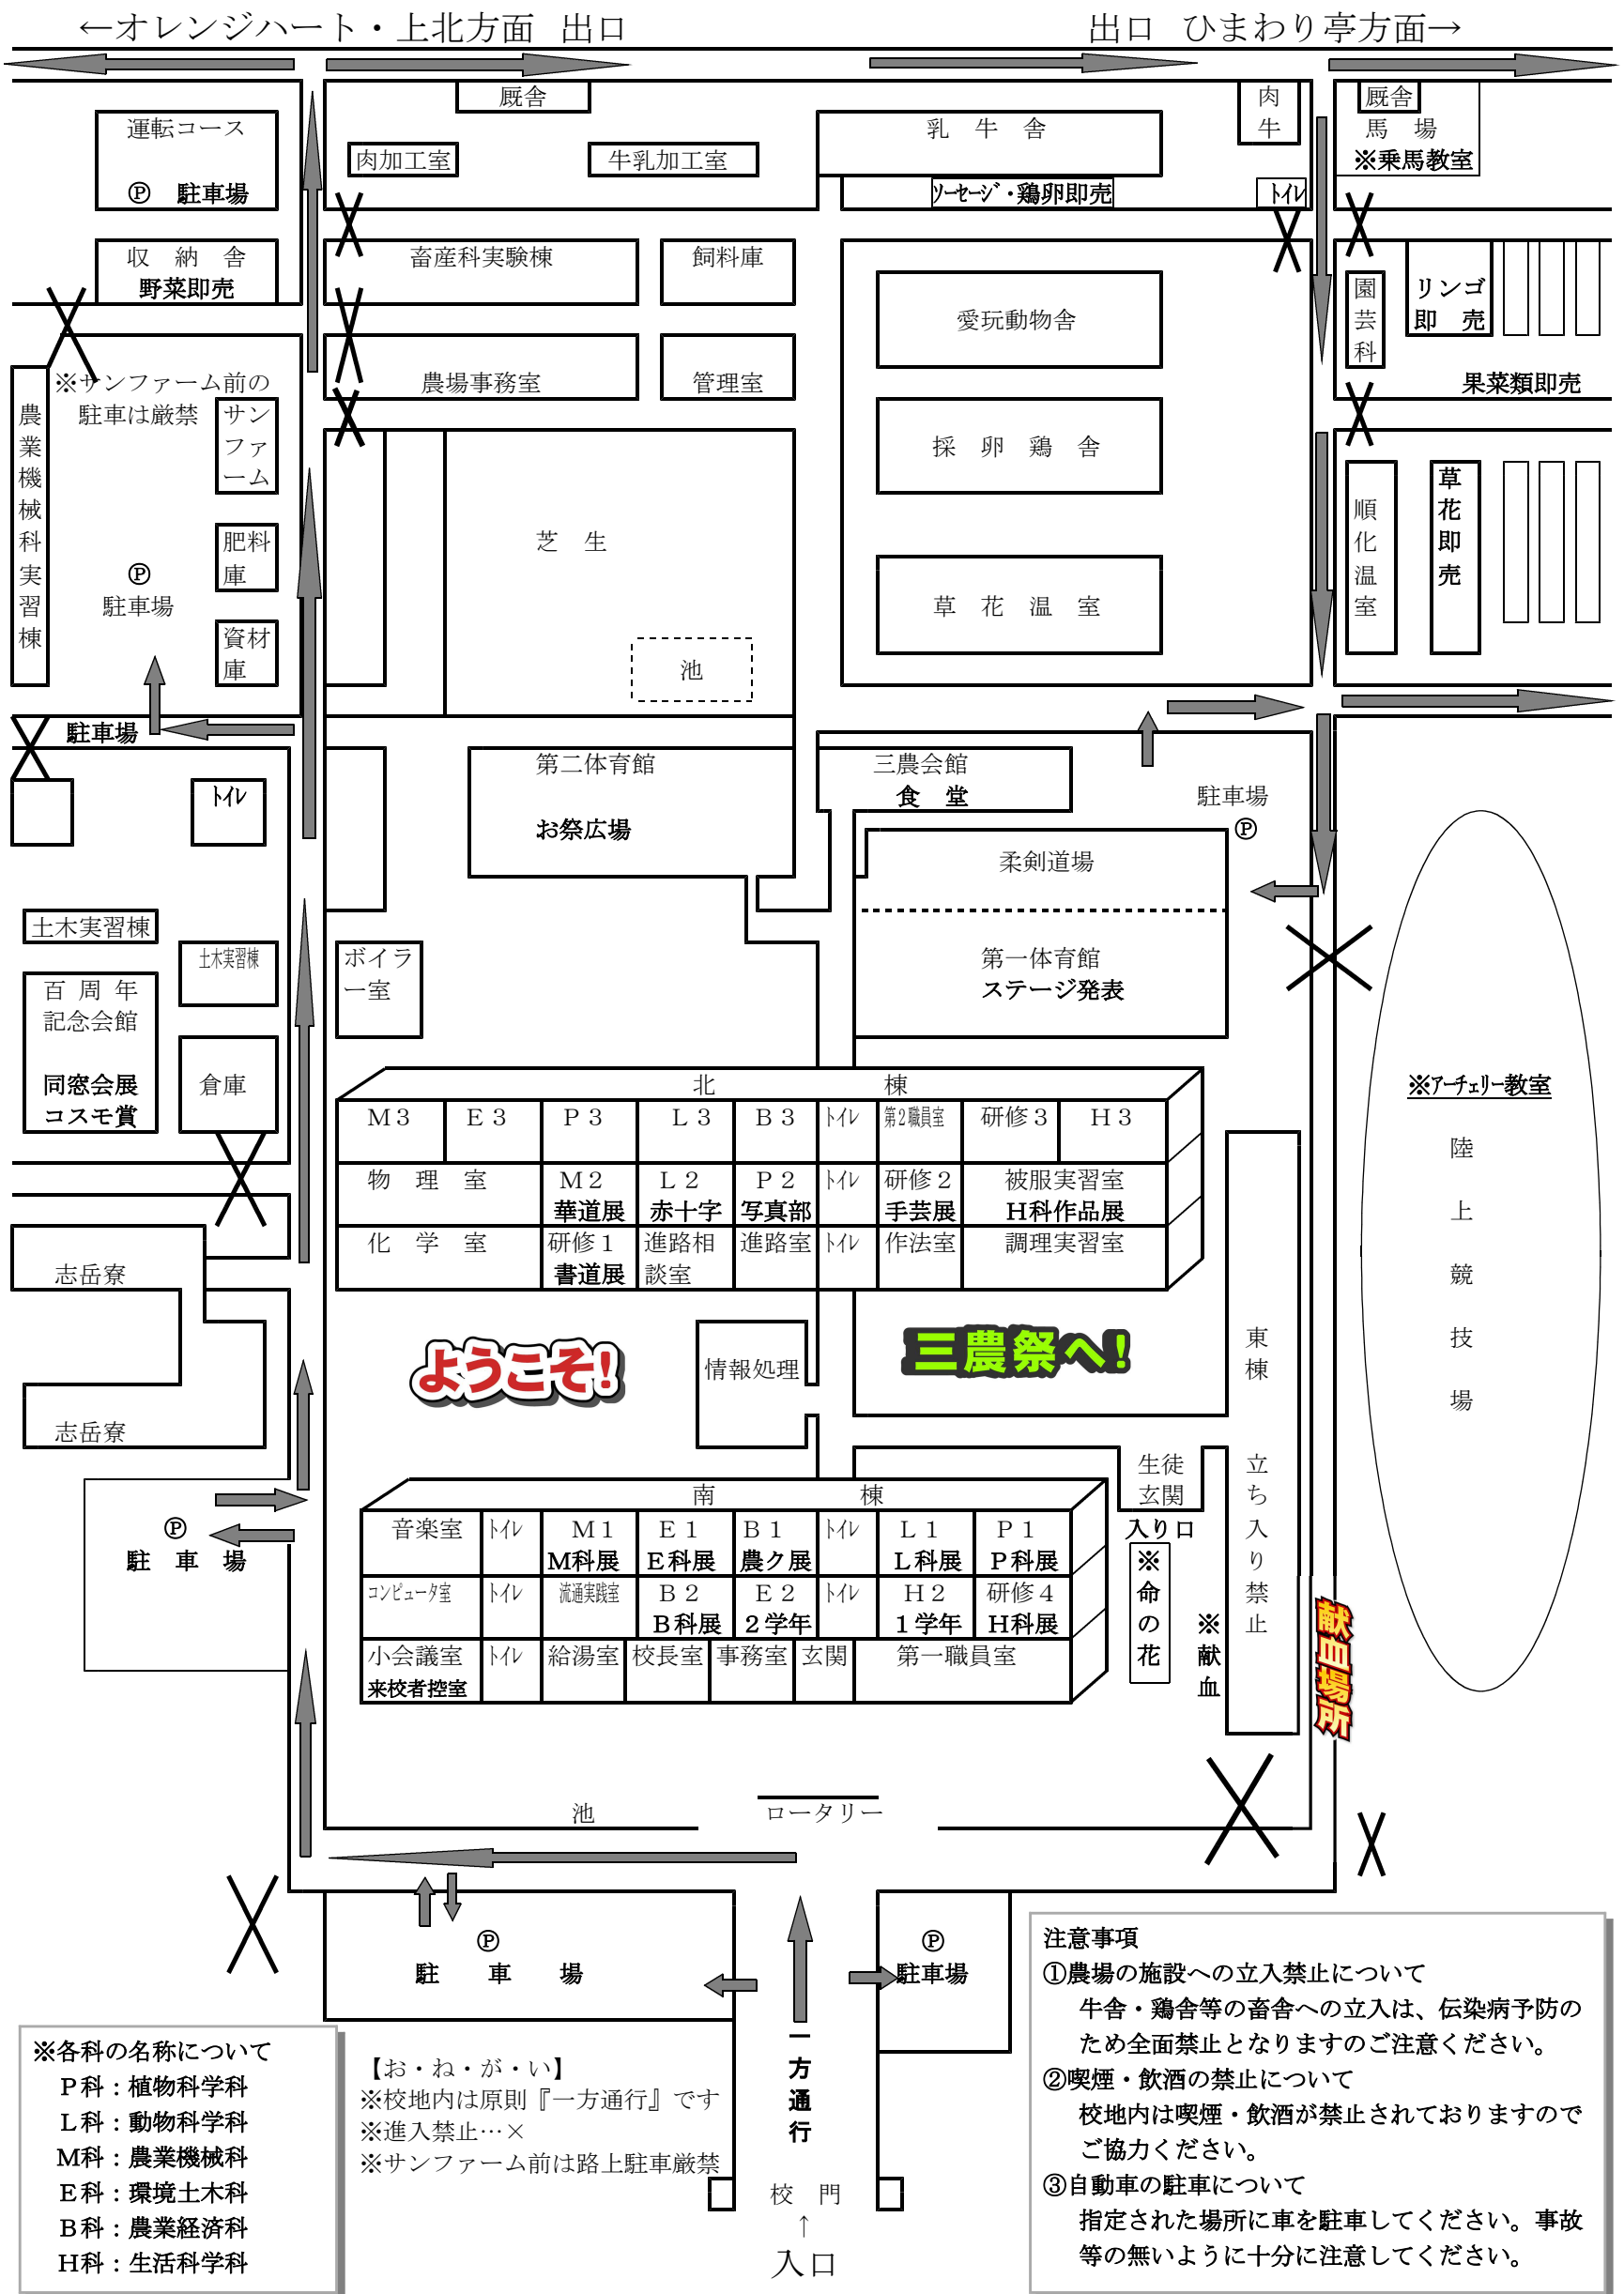 ←オレンジハート・上北方面 出口
出口 ひまわり亭方面→
厩舎
肉牛
厩舎
運転コース
Ⓟ 駐車場
肉加工室
牛乳加工室
乳 牛 舎
馬 場
※乗馬教室
ｿｰｾｰｼﾞ・鶏卵即売
ﾄｲﾚ
収 納 舎
野菜即売
畜産科実験棟
飼料庫
園芸科
リンゴ
即 売
愛玩動物舎
※サンファーム前の
駐車は厳禁
農場事務室
管理室
果菜類即売
農業機械科実習棟
サン
ファ
ーム
採 卵 鶏 舎
順化温室
草花即売
肥料
庫
芝 生
Ⓟ
駐車場
草 花 温 室
資材
庫
池
駐車場
第二体育館
お祭広場
三農会館
食 堂
駐車場
Ⓟ
ﾄｲﾚ
柔剣道場
土木実習棟
土木実習棟
ボイラ
ー室
第一体育館
ステージ発表
百 周 年
記念会館
同窓会展
コスモ賞
倉庫
※ｱｰﾁｪﾘｰ教室
陸上競技場
北 棟
M3 E3 P3 L3 B3 ﾄｲﾚ 第2職員室 研修3 H3
物 理 室 M2 L2 P2 ﾄｲﾚ 研修2 被服実習室
華道展 赤十字 写真部 手芸展 H科作品展
化 学 室 研修1 進路相 進路室 ﾄｲﾚ 作法室 調理実習室
書道展 談室
志岳寮
ようこそ!
三農祭へ!
情報処理
東棟
志岳寮
生徒
玄関
立ち入り禁止
南 棟
音楽室 ﾄｲﾚ M1 E1 B1 ﾄｲﾚ L1 P1
M科展 E科展 農ク展 L科展 P科展
入り口
※命の花
Ⓟ
駐 車 場
コンピュータ室 ﾄｲﾚ 流通実践室 B2 E2 ﾄｲﾚ H2 研修4
B科展 2学年 1学年 H科展
※献血
献血場所
小会議室 ﾄｲﾚ 給湯室 校長室 事務室 玄関 第一職員室
来校者控室
池
ロータリー
Ⓟ
駐 車 場
Ⓟ
駐車場
一方通行
校 門
↑
入口
※各科の名称について
P科：植物科学科
L科：動物科学科
M科：農業機械科
E科：環境土木科
B科：農業経済科
H科：生活科学科
【お・ね・が・い】
※校地内は原則『一方通行』です
※進入禁止…×
※サンファーム前は路上駐車厳禁
注意事項
①農場の施設への立入禁止について
牛舎・鶏舎等の畜舎への立入は、伝染病予防の
ため全面禁止となりますのご注意ください。
②喫煙・飲酒の禁止について
校地内は喫煙・飲酒が禁止されておりますので
ご協力ください。
③自動車の駐車について
指定された場所に車を駐車してください。事故
等の無いように十分に注意してください。